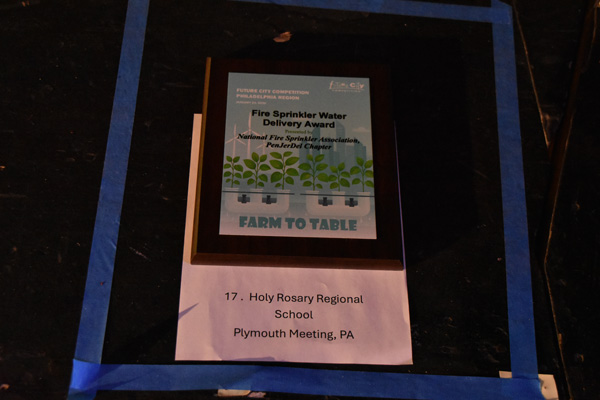 FUTURE CITY COMPETITION
PHILADELPHIA REGION
Fire Sprinkler Water
Delivery Award
Presented by
National Fire Sprinkler Association,
PenJerDel Chapter
FARM TO TABLE
17 . Holy Rosary Regional
School
Plymouth Meeting, PA